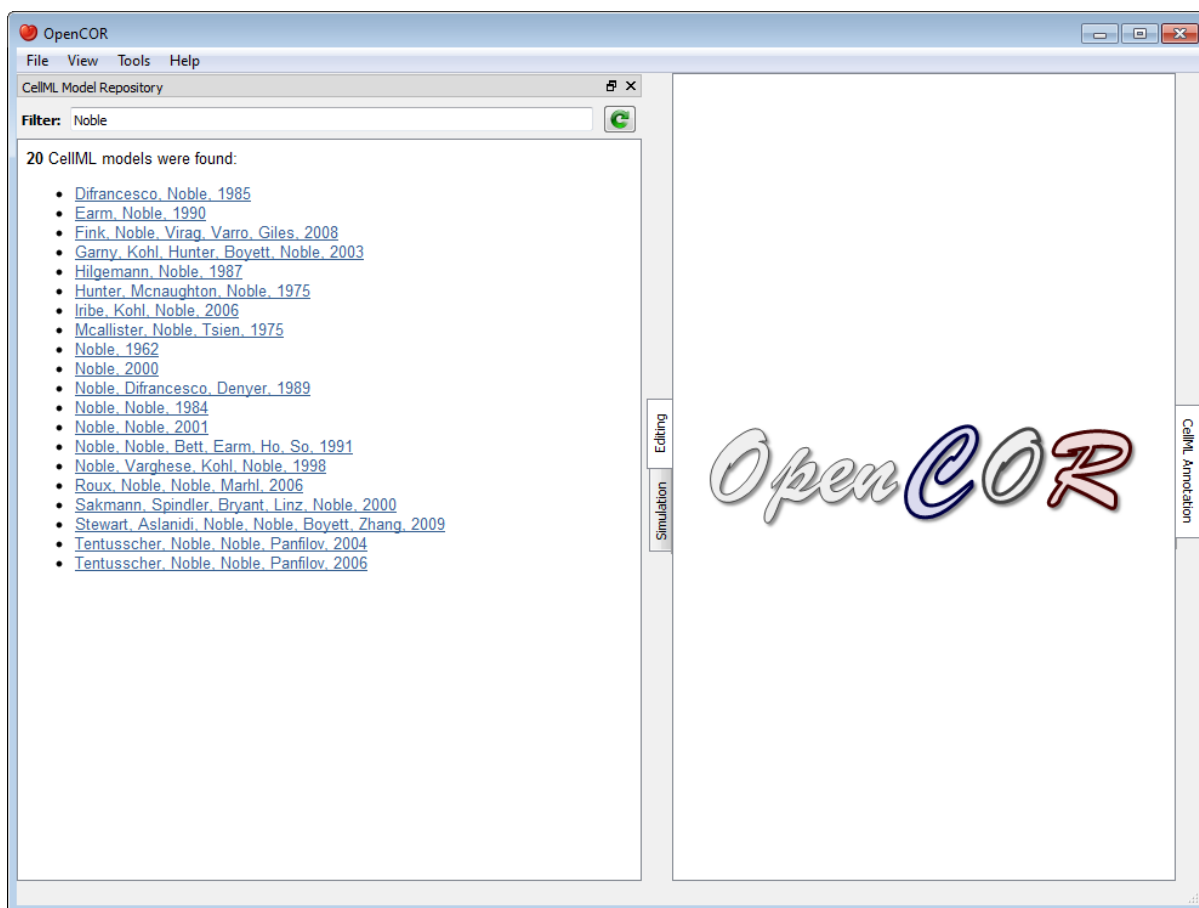 OpenCOR
File View Tools Help
CellML Model Repository
Filter: Noble
20 CellML models were found:
Difrancesco, Noble, 1985
Earm, Noble, 1990
Fink, Noble, Virag, Varro, Giles, 2008
Garny, Kohl, Hunter, Boyett, Noble, 2003
Hilgemann, Noble, 1987
Hunter, Mcnaughton, Noble, 1975
Iribe, Kohl, Noble, 2006
Mcallister, Noble, Tsien, 1975
Noble, 1962
Noble, 2000
Noble, Difrancesco, Denyer, 1989
Noble, Noble, 1984
Noble, Noble, 2001
Noble, Noble, Bett, Earm, Ho, So, 1991
Noble, Varghese, Kohl, Noble, 1998
Roux, Noble, Noble, Marhl, 2006
Sakmann, Spindler, Bryant, Linz, Noble, 2000
Stewart, Aslanidi, Noble, Noble, Boyett, Zhang, 2009
Tentusscher, Noble, Noble, Panfilov, 2004
Tentusscher, Noble, Noble, Panfilov, 2006
Editing
Simulation
OpenCOR
CellML Annotation